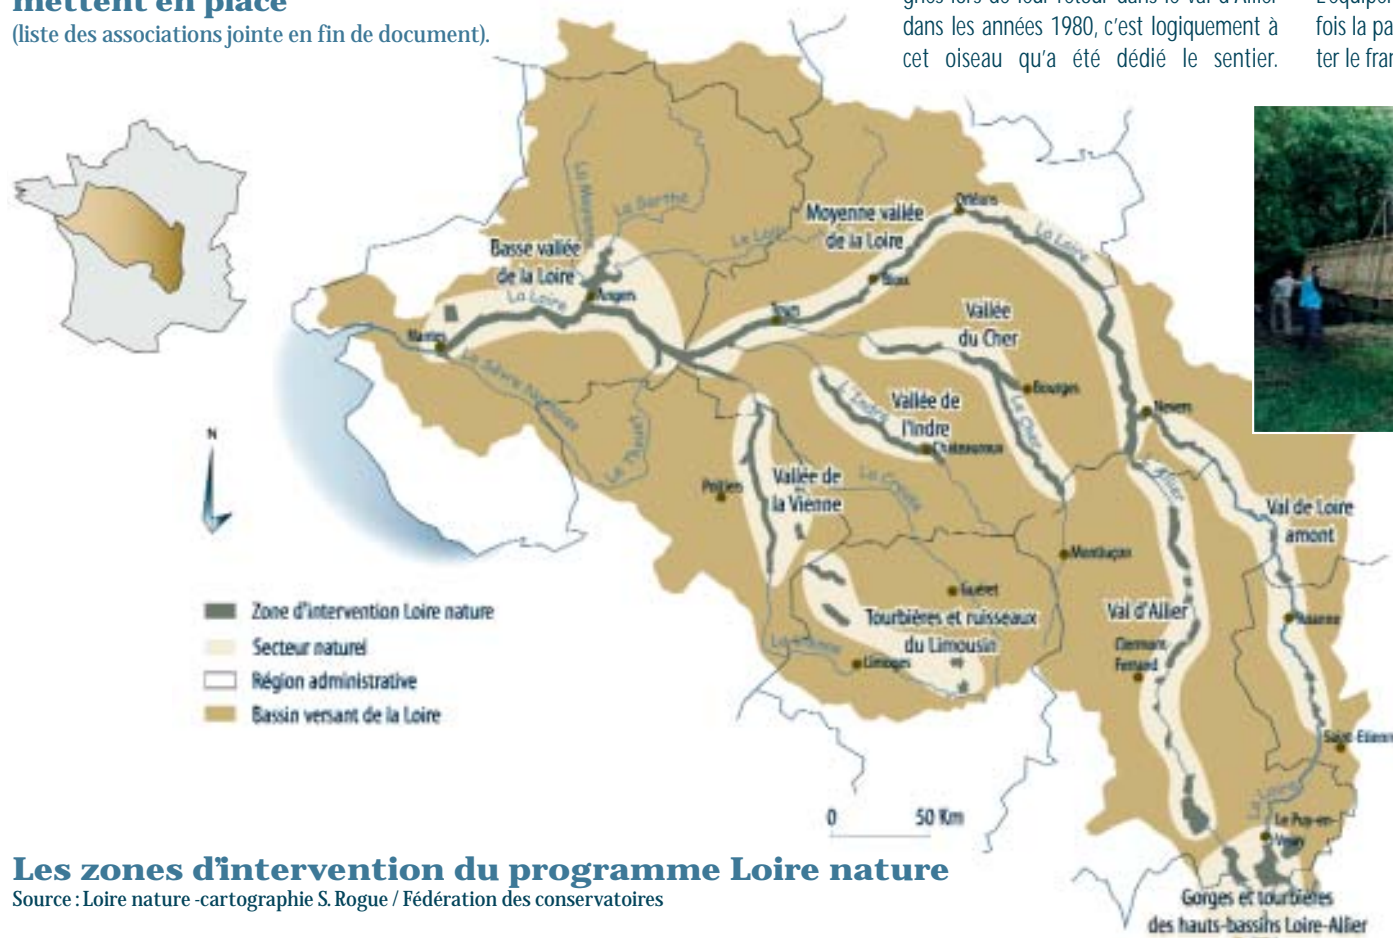 mettent en place
(liste des associations jointe en fin de document).
dans les années 1980, c'est logiquement à
cet oiseau qu'a été dédié le sentier.
fois la pa
ter le fran
Orléans
Moyenne vallée
de la Loire
La Loire
La Sarthe
Le Loir
Basse vallée
de la Loire
La Loire
Angers
Blois
Tours
Nantes
La Sèvre Nantaise
Le Thouet
Vallée
du Cher
Bourges
Le Cher
L'Indre
Vallée de
l'Indre
Châteauroux
Nevers
L'Allier
N
Poitiers
Vallée de
la Vienne
La Creuse
Val de Loire
amont
Montluçon
Guéret
Roanne
Tourbières et ruisseaux
du Limousin
Val d'Allier
Clermont
Ferrand
La Vienne
Limoges
Saint-Etienne
Zone d'intervention Loire nature
Secteur naturel
Région administrative
Bassin versant de la Loire
0 50 Km
La Loire
Le Puy-en-
Velay
Gorges et tourbières
des hauts-bassins Loire-Allier
Les zones d'intervention du programme Loire nature
Source : Loire nature -cartographie S. Rogue / Fédération des conservatoires